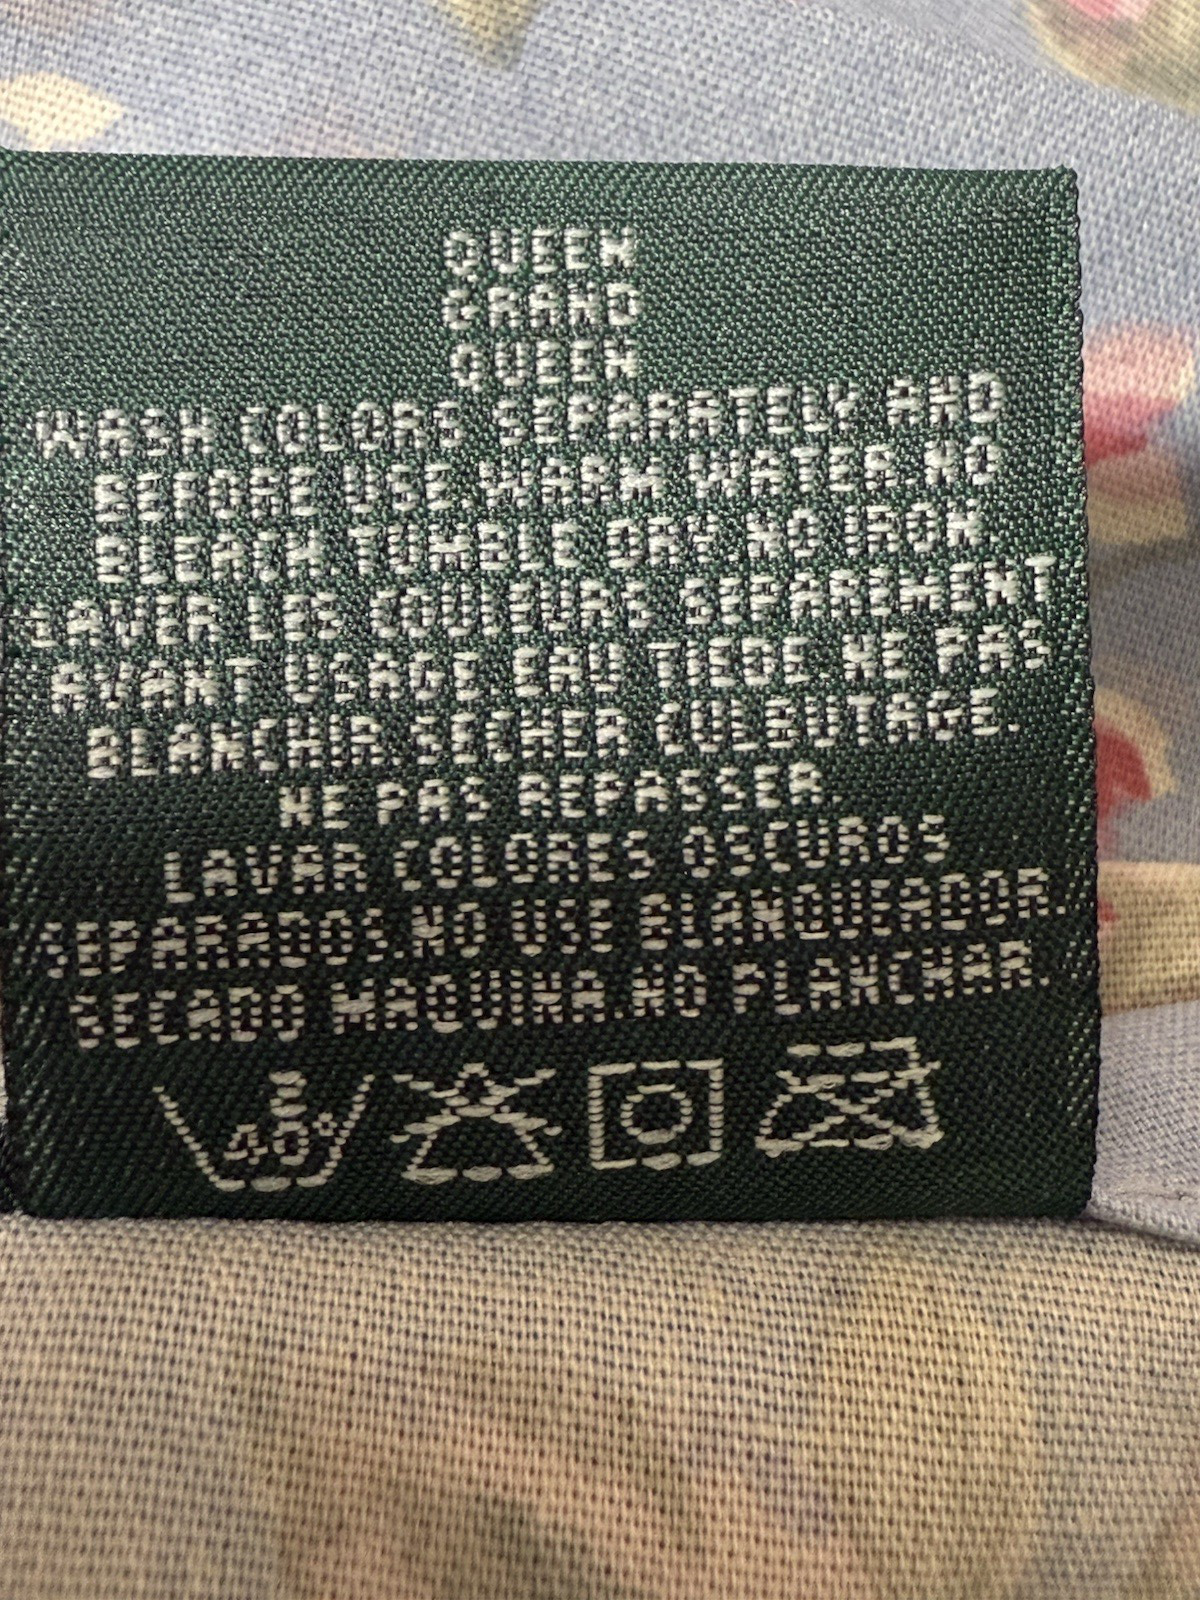 QUEEN
GRAND
QUEEN
WASH COLORS SEPARATELY AND
BEFORE USE.WARM WATER.NO
BLEACH.TUMBLE DRY NO IRON.
LAVER LES COULEURS SEPAREMENT
AVANT USAGE.EAU TIEDE.NE PAS
BLANCHIR.SECHER CULBUTAGE.
NE PAS REPASSER.
LAVAR COLORES OSCUROS
SEPARADOS.NO USE BLANQUEADOR.
SECADO MAQUINA.NO PLANCHAR.
40°